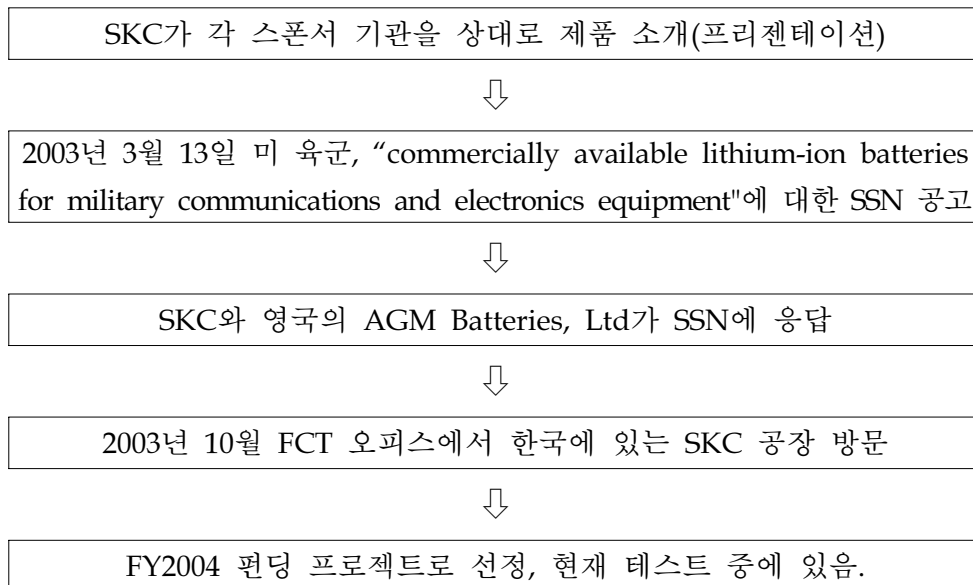 SKC가 각 스폰서 기관을 상대로 제품 소개(프리젠테이션)
⇩
2003년 3월 13일 미 육군, “commercially available lithium-ion batteries
for military communications and electronics equipment"에 대한 SSN 공고
⇩
SKC와 영국의 AGM Batteries, Ltd가 SSN에 응답
⇩
2003년 10월 FCT 오피스에서 한국에 있는 SKC 공장 방문
⇩
FY2004 펀딩 프로젝트로 선정, 현재 테스트 중에 있음.